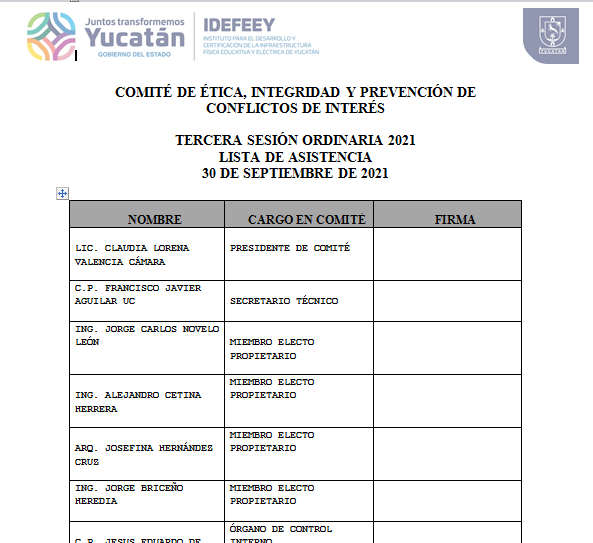 Juntos transformemos
Yucatán
GOBIERNO DEL ESTADO
IDEFEEY
INSTITUTO PARA EL DESARROLLO Y
CERTIFICACIÓN DE LA INFRAESTRUCTURA
FÍSICA EDUCATIVA Y ELÉCTRICA DE YUCATÁN
YUCATÁN
COMITÉ DE ÉTICA, INTEGRIDAD Y PREVENCIÓN DE
CONFLICTOS DE INTERÉS
TERCERA SESIÓN ORDINARIA 2021
LISTA DE ASISTENCIA
30 DE SEPTIEMBRE DE 2021
NOMBRE CARGO EN COMITÉ FIRMA
LIC. CLAUDIA LORENA
VALENCIA CÁMARA
PRESIDENTE DE COMITÉ
C.P. FRANCISCO JAVIER
AGUILAR UC
SECRETARIO TÉCNICO
ING. JORGE CARLOS NOVELO
LEÓN
MIEMBRO ELECTO
PROPIETARIO
ING. ALEJANDRO CETINA
HERRERA
MIEMBRO ELECTO
PROPIETARIO
ARQ. JOSEFINA HERNÁNDEZ
CRUZ
MIEMBRO ELECTO
PROPIETARIO
ING. JORGE BRICEÑO
HEREDIA
MIEMBRO ELECTO
PROPIETARIO
C.P. JESUS EDUARDO DE
ÓRGANO DE CONTROL
INTERNO